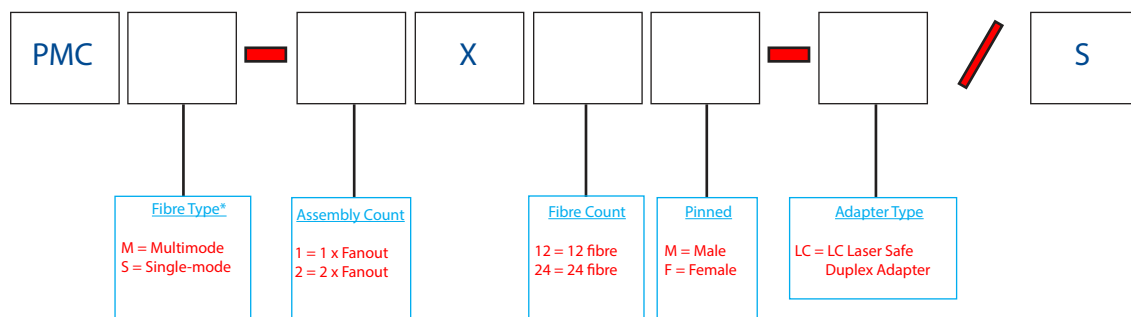 PMC X S
Fibre Type*
M = Multimode
S = Single-mode
Assembly Count
1 = 1 x Fanout
2 = 2 x Fanout
Fibre Count
12 = 12 fibre
24 = 24 fibre
Pinned
M = Male
F = Female
Adapter Type
LC = LC Laser Safe
Duplex Adapter